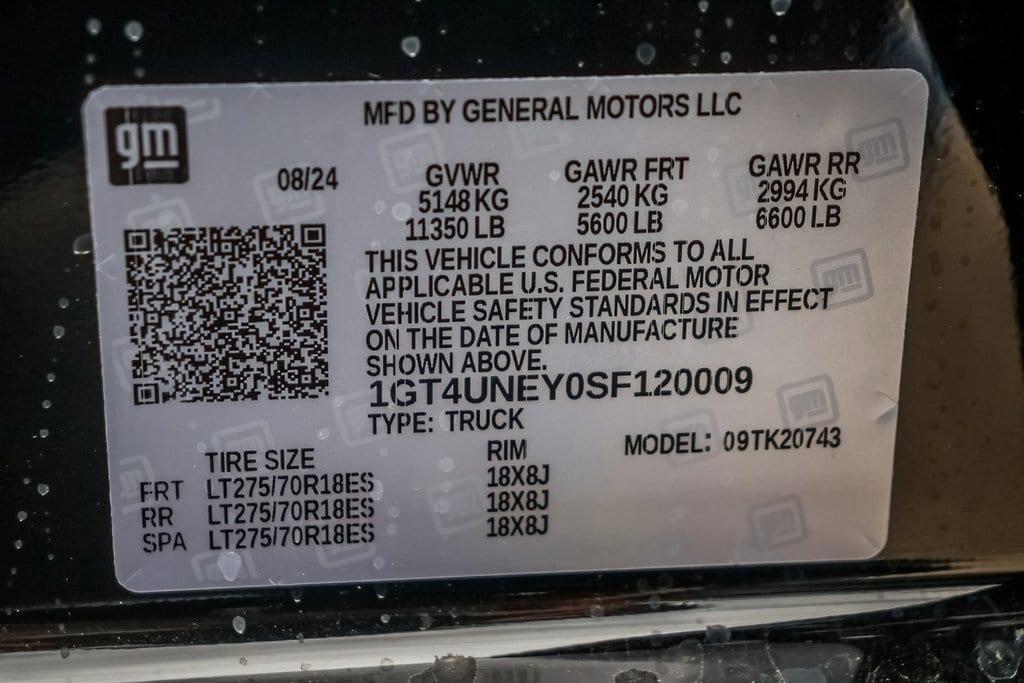 gm
MFD BY GENERAL MOTORS LLC
08/24 GVWR GAWR FRT GAWR RR
5148 KG 2540 KG 2994 KG
11350 LB 5600 LB 6600 LB
THIS VEHICLE CONFORMS TO ALL
APPLICABLE U.S. FEDERAL MOTOR
VEHICLE SAFETY STANDARDS IN EFFECT
ON THE DATE OF MANUFACTURE
SHOWN ABOVE.
1GT4UNEY0SF120009
TYPE: TRUCK
MODEL: 09TK20743
TIRE SIZE RIM
FRT LT275/70R18ES 18X8J
RR LT275/70R18ES 18X8J
SPA LT275/70R18ES 18X8J